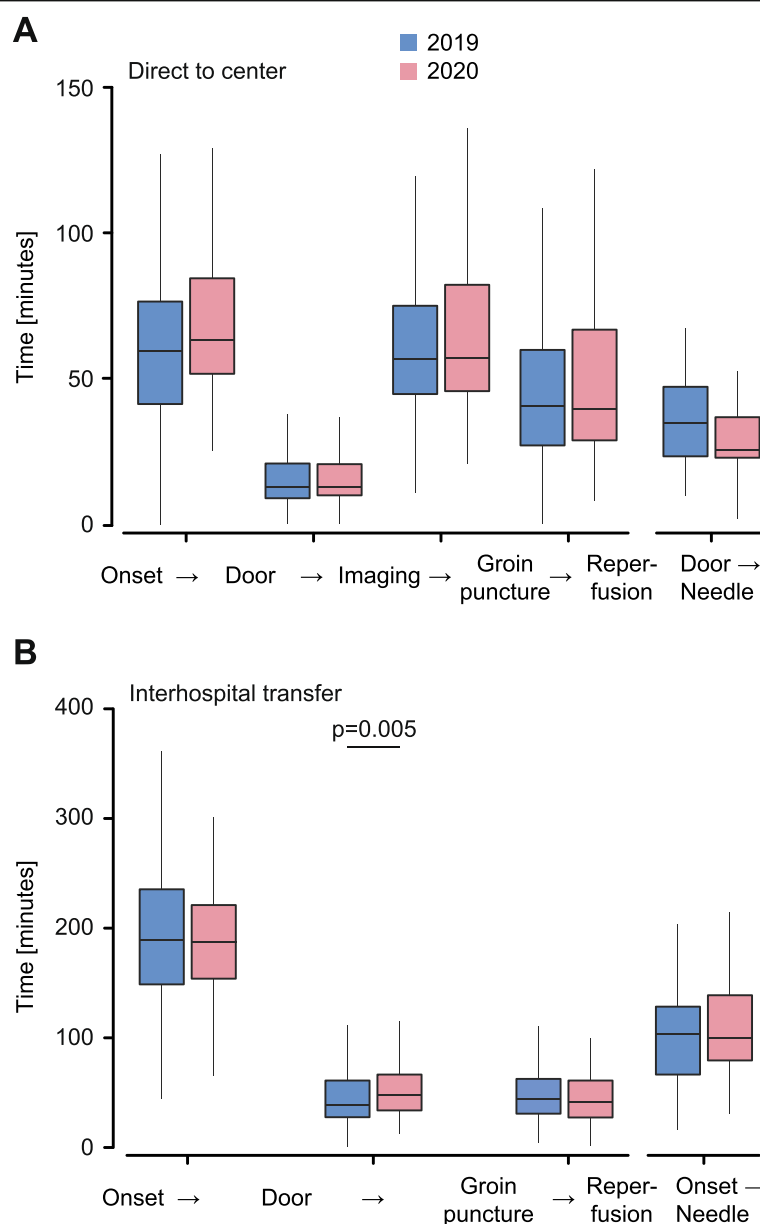 A
2019
Direct to center
2020
150
100
50
0
Time [minutes]
Onset → Door → Imaging → Groin puncture → Reper-
fusion
Door →
Needle
B
Interhospital transfer
400
p=0.005
300
200
100
0
Time [minutes]
Onset → Door → Groin puncture → Reper-
fusion
Onset –
Needle